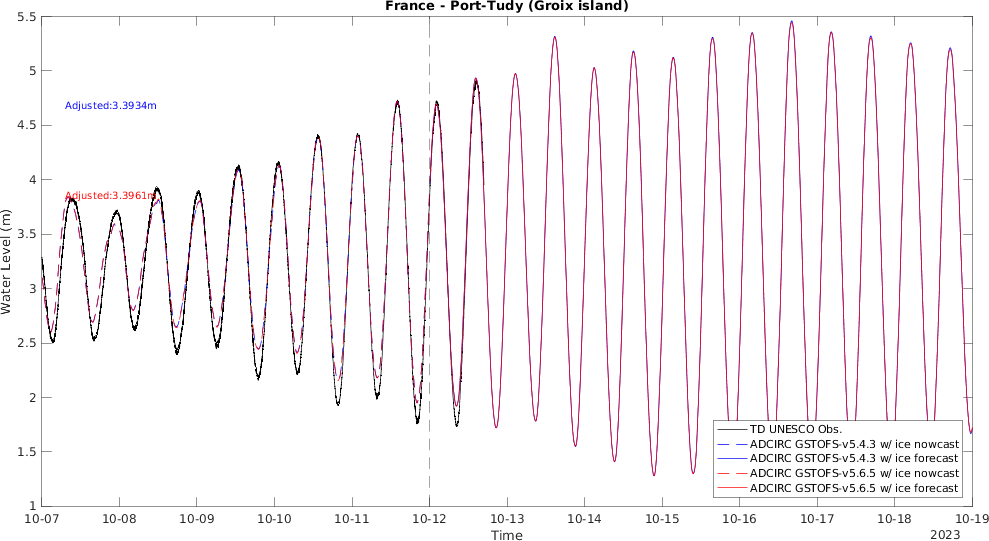 France - Port-Tudy (Groix island)
5.5
5
4.5
4
3.5
3
2.5
2
1.5
1
Water Level (m)
Adjusted:3.3934m
Adjusted:3.3961m
TD UNESCO Obs.
ADCIRC GSTOFS-v5.4.3 w/ ice nowcast
ADCIRC GSTOFS-v5.4.3 w/ ice forecast
ADCIRC GSTOFS-v5.6.5 w/ ice nowcast
ADCIRC GSTOFS-v5.6.5 w/ ice forecast
10-07 10-08 10-09 10-10 10-11 10-12 10-13 10-14 10-15 10-16 10-17 10-18 10-19
Time
2023